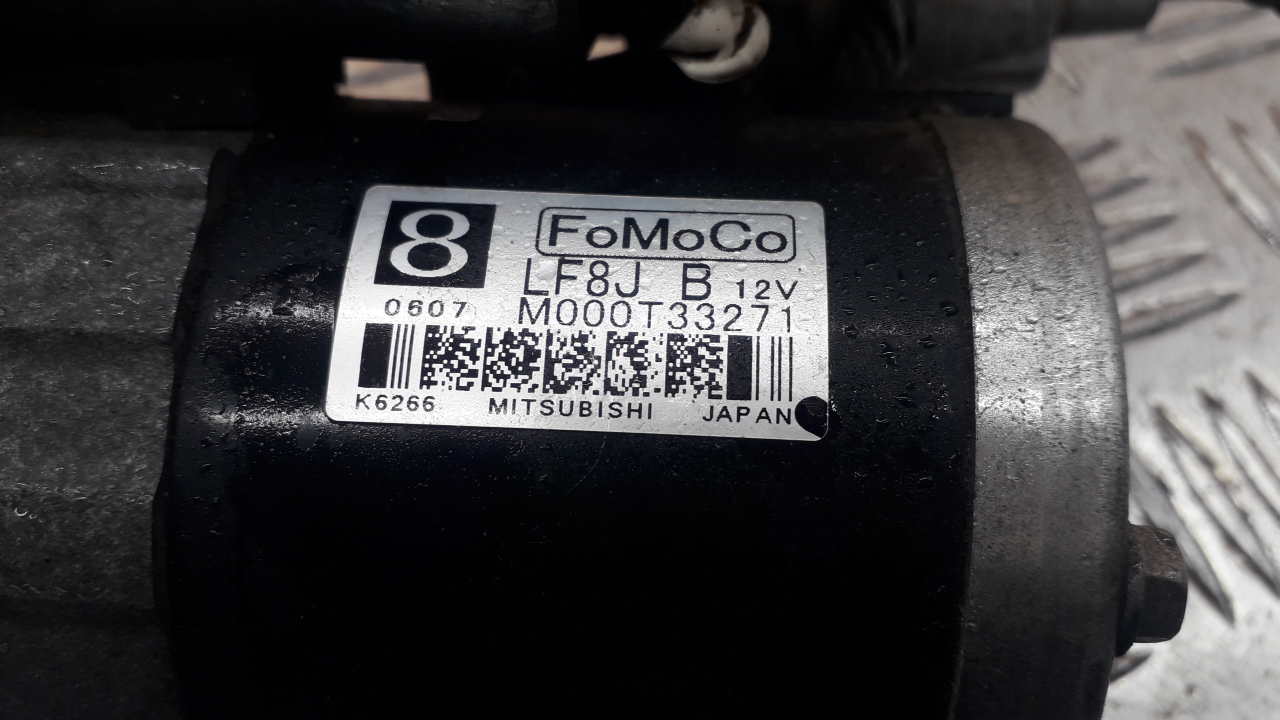 8 FoMoCo
LF8J B 12V
0607 M000T33271
K6266 MITSUBISHI JAPAN